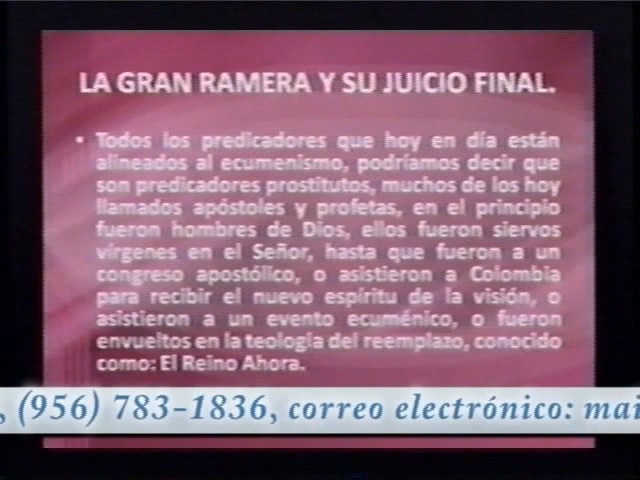 LA GRAN RAMERA Y SU JUICIO FINAL.
• Todos los predicadores que hoy en día están
alineados al ecumenismo, podríamos decir que
son predicadores prostitutos, muchos de los hoy
llamados apóstoles y profetas, en el principio
fueron hombres de Dios, ellos fueron siervos
vírgenes en el Señor, hasta que fueron a un
congreso apostólico, o asistieron a Colombia
para recibir el nuevo espíritu de la visión, o
asistieron a un evento ecuménico, o fueron
envueltos en la teología del reemplazo, conocido
como: El Reino Ahora.
, (956) 783-1836, correo electrónico: mai